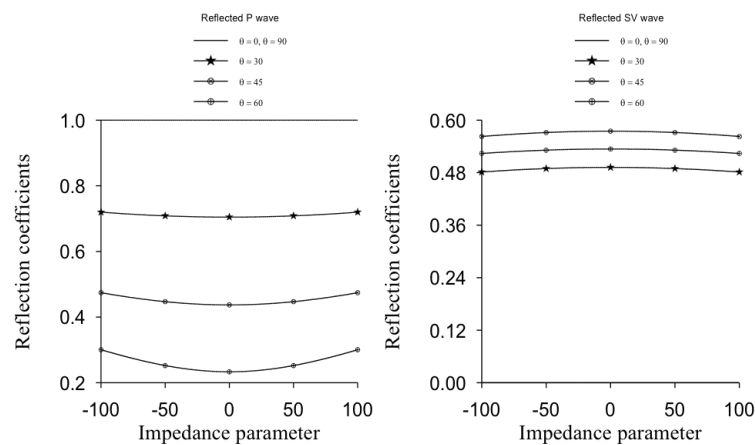 Reflected P wave
θ = 0, θ = 90
θ = 30
θ = 45
θ = 60
1.0
0.8
0.6
0.4
0.2
Reflection coefficients
-100 -50 0 50 100
Impedance parameter
Reflected SV wave
θ = 0, θ = 90
θ = 30
θ = 45
θ = 60
0.60
0.48
0.36
0.24
0.12
0.00
Reflection coefficients
-100 -50 0 50 100
Impedance parameter